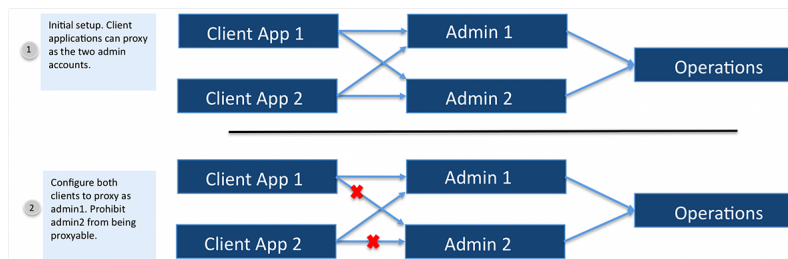 1
Initial setup. Client
applications can proxy
as the two admin
accounts.
Client App 1
Admin 1
Client App 2
Admin 2
Operations
2
Configure both
clients to proxy as
admin1. Prohibit
admin2 from being
proxyable.
Client App 1
Admin 1
Client App 2
Admin 2
Operations